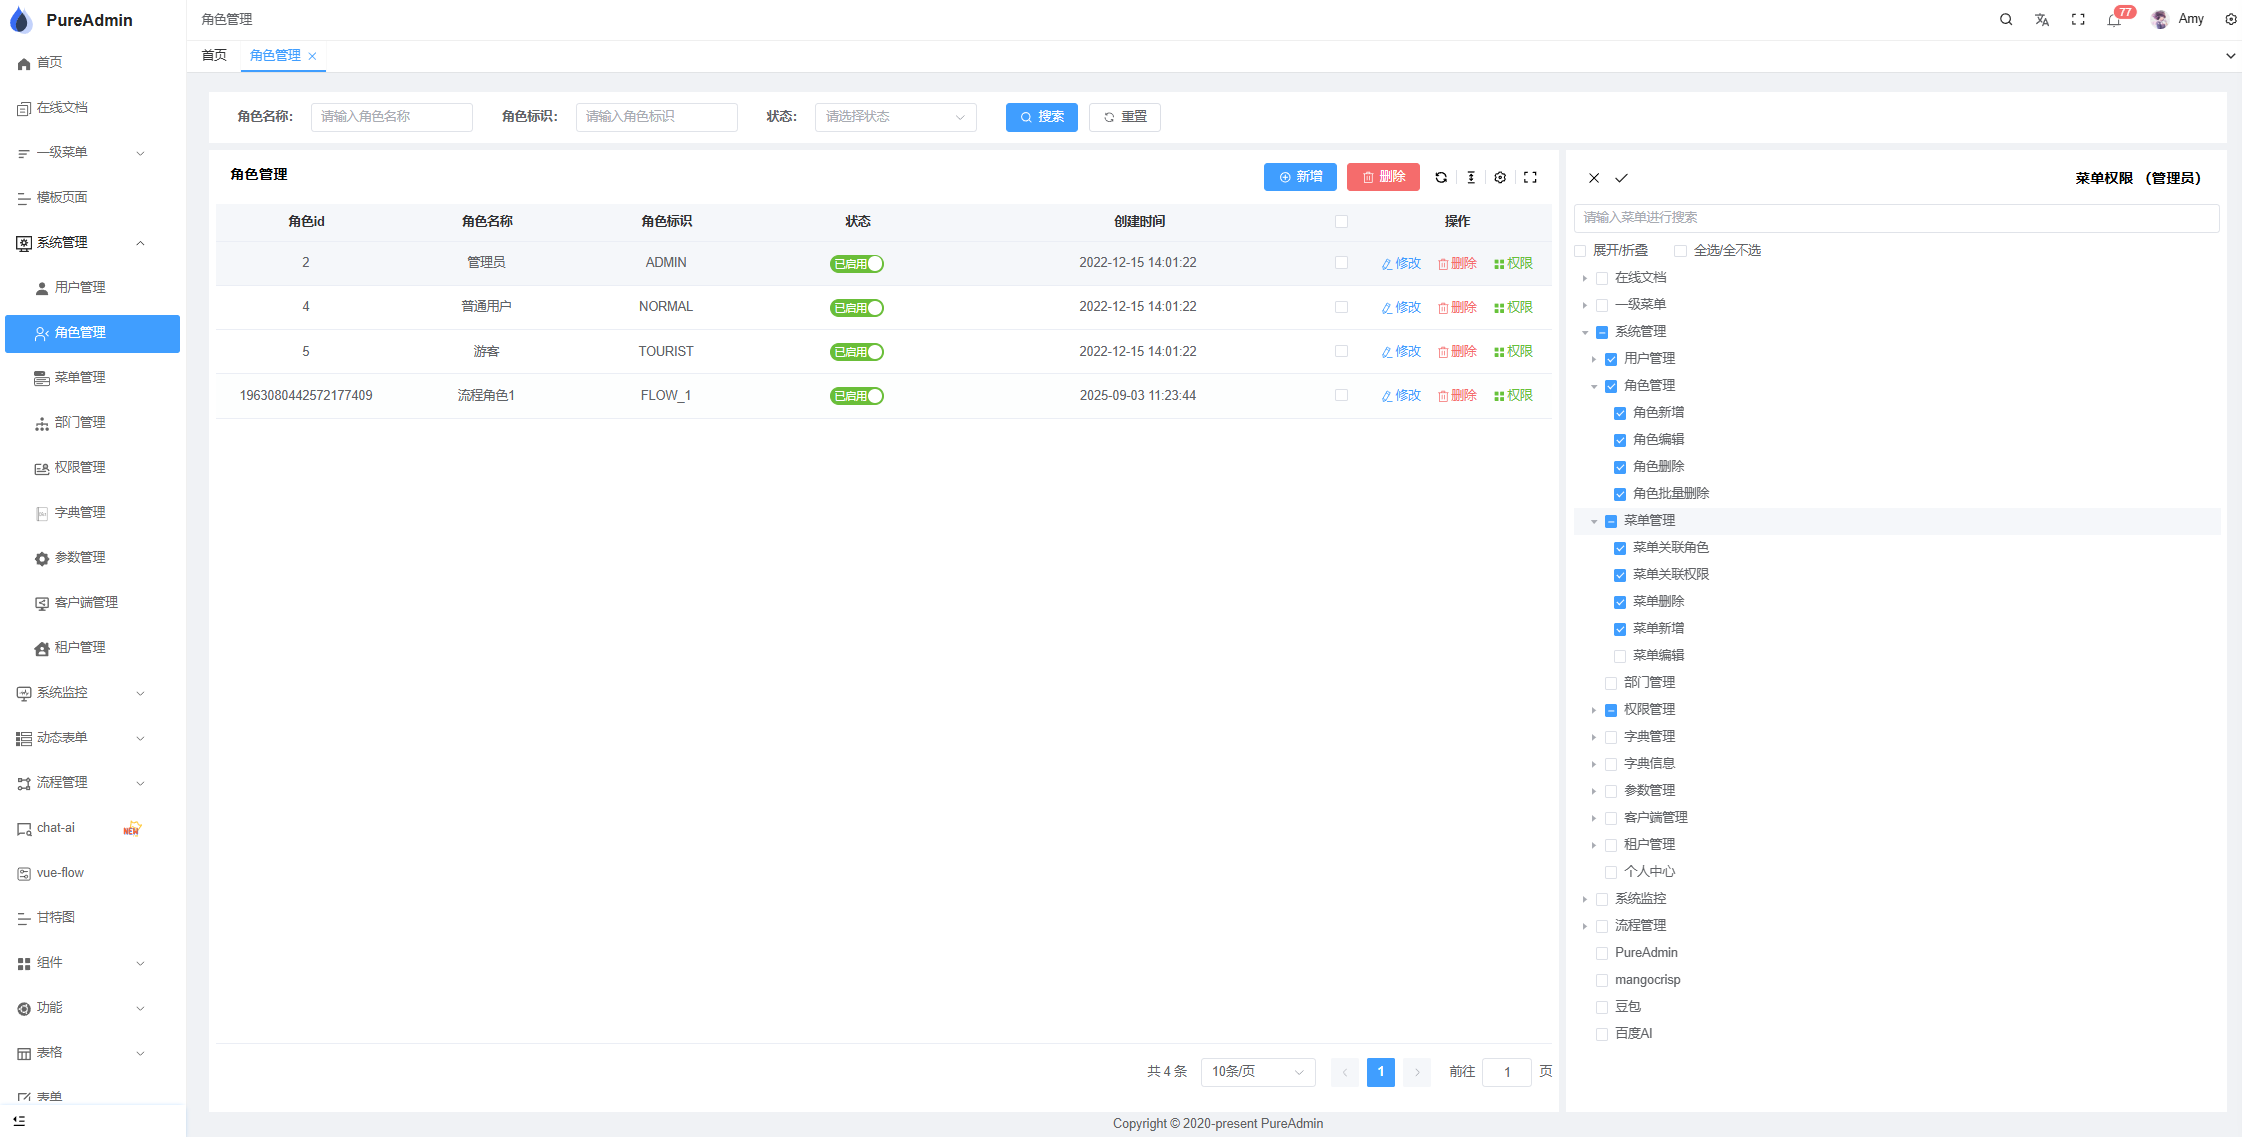 PureAdmin
首页
在线文档
一级菜单
模板页面
系统管理
用户管理
角色管理
菜单管理
部门管理
权限管理
字典管理
参数管理
客户端管理
租户管理
系统监控
动态表单
流程管理
chat-ai NEW
vue-flow
甘特图
组件
功能
表格
表单
角色管理
77
Amy
首页 角色管理
角色名称: 请输入角色名称 角色标识: 请输入角色标识 状态: 请选择状态 搜索 重置
角色管理 新增 删除
角色id 角色名称 角色标识 状态 创建时间 操作
2 管理员 ADMIN 已启用 2022-12-15 14:01:22 修改 删除 权限
4 普通用户 NORMAL 已启用 2022-12-15 14:01:22 修改 删除 权限
5 游客 TOURIST 已启用 2022-12-15 14:01:22 修改 删除 权限
1963080442572177409 流程角色1 FLOW_1 已启用 2025-09-03 11:23:44 修改 删除 权限
共 4 条 10条/页 1 前往 1 页
菜单权限 （管理员）
请输入菜单进行搜索
展开/折叠 全选/全不选
在线文档
一级菜单
系统管理
用户管理
角色管理
角色新增
角色编辑
角色删除
角色批量删除
菜单管理
菜单关联角色
菜单关联权限
菜单删除
菜单新增
菜单编辑
部门管理
权限管理
字典管理
字典信息
参数管理
客户端管理
租户管理
个人中心
系统监控
流程管理
PureAdmin
mangocrisp
豆包
百度AI
Copyright © 2020-present PureAdmin